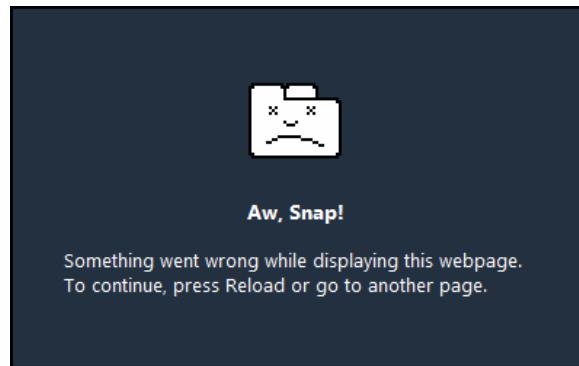 Aw, Snap!
Something went wrong while displaying this webpage.
To continue, press Reload or go to another page.